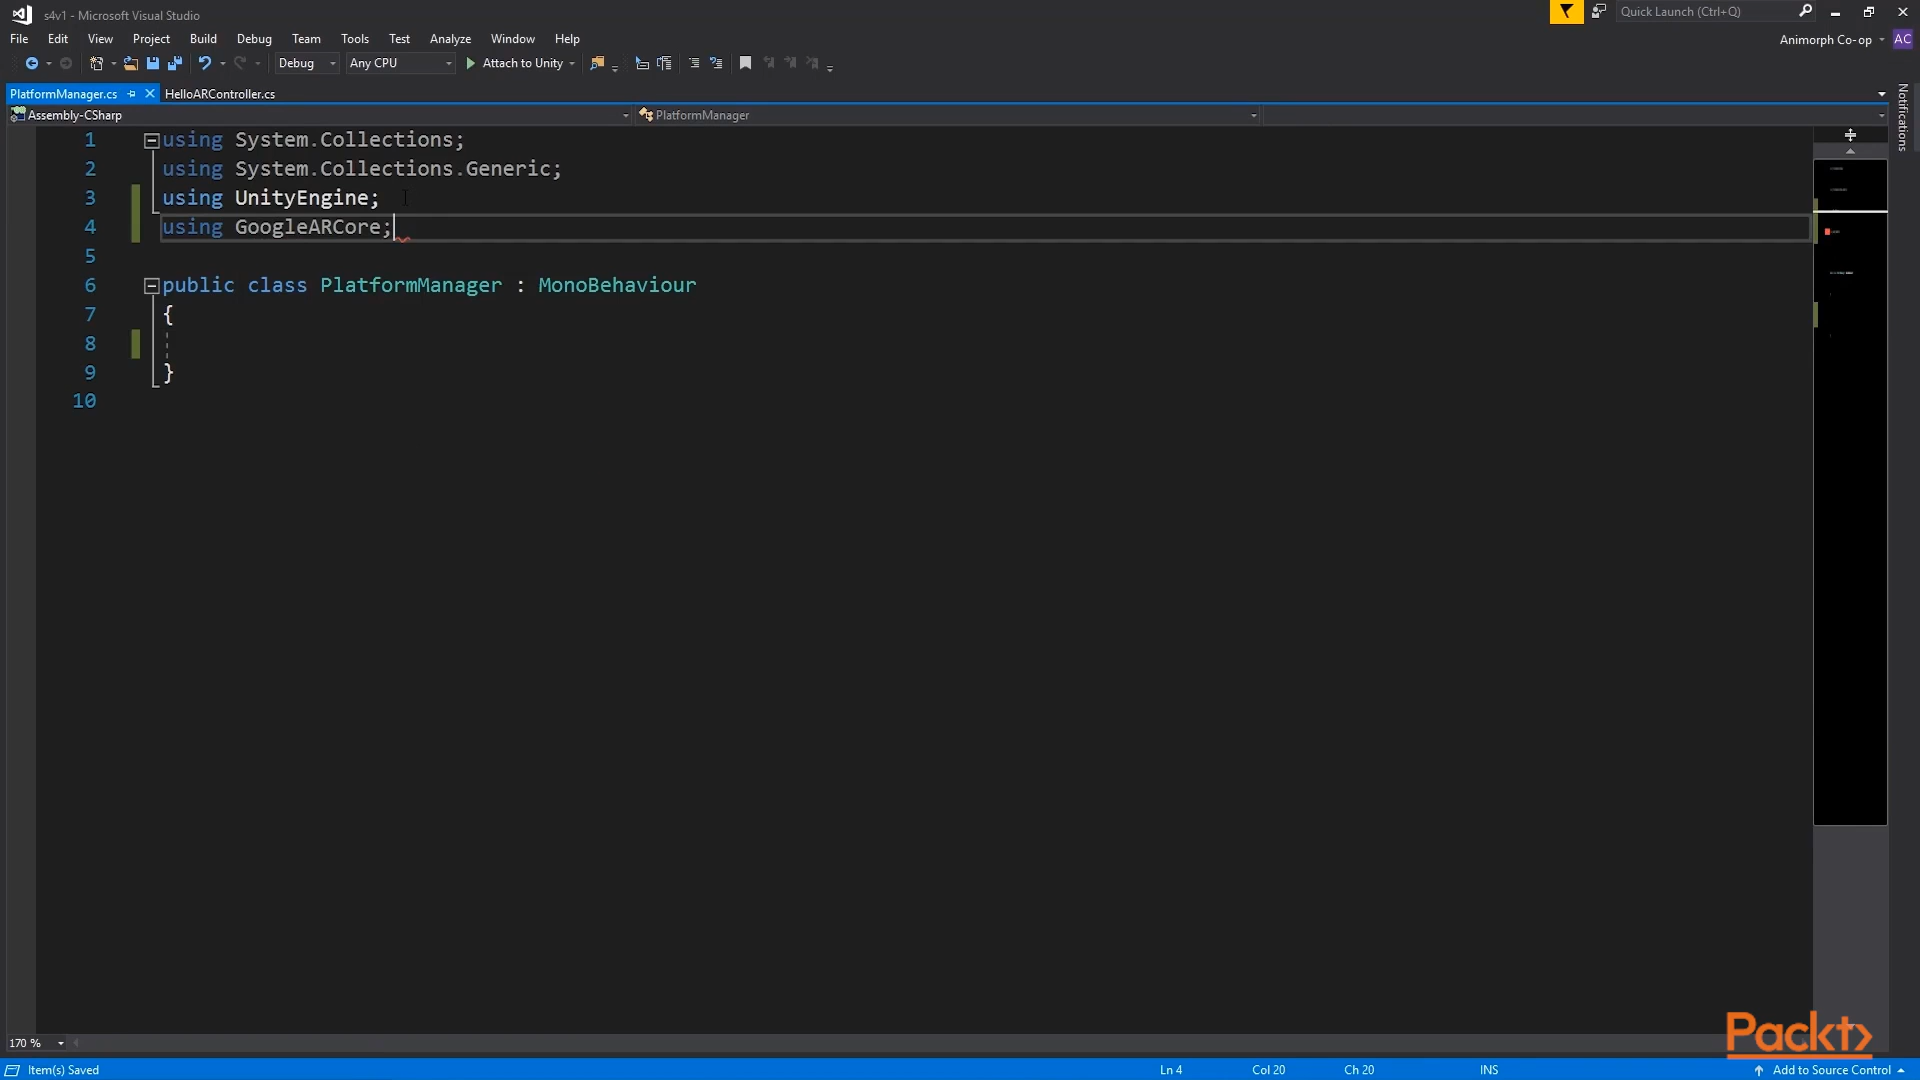 s4v1 - Microsoft Visual Studio
Quick Launch (Ctrl+Q)
File Edit View Project Build Debug Team Tools Test Analyze Window Help
Animorph Co-op AC
Debug Any CPU Attach to Unity
PlatformManager.cs HelloARController.cs
Notifications
Assembly-CSharp PlatformManager
1 using System.Collections;
2 using System.Collections.Generic;
3 using UnityEngine;
4 using GoogleARCore;
5
6 public class PlatformManager : MonoBehaviour
7 {
8
9 }
10
Packt>
170 %
Item(s) Saved Ln 4 Col 20 Ch 20 INS Add to Source Control